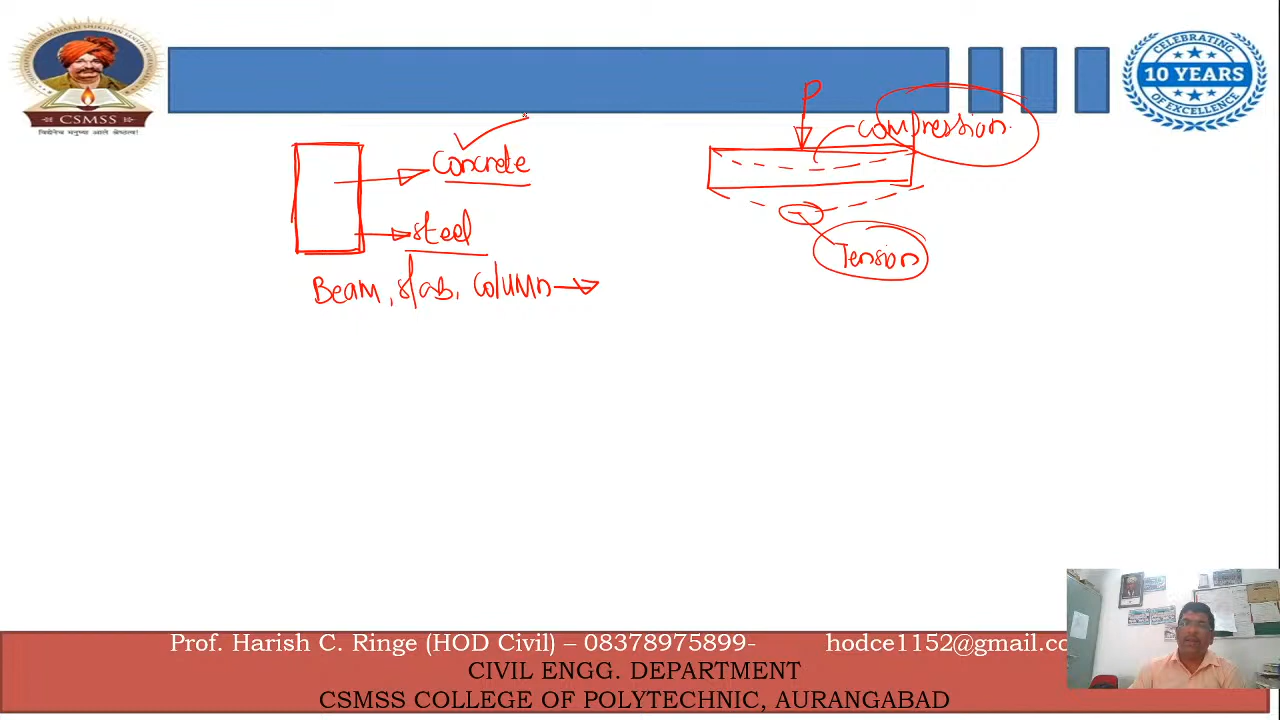 CELEBRATING
10 YEARS
OF EXCELLENCE
CSMSS
P
compression.
concrete
steel
Tension
Beam, slab, column
Prof. Harish C. Ringe (HOD Civil) – 08378975899-
hodce1152@gmail.co
CIVIL ENGG. DEPARTMENT
CSMSS COLLEGE OF POLYTECHNIC, AURANGABAD